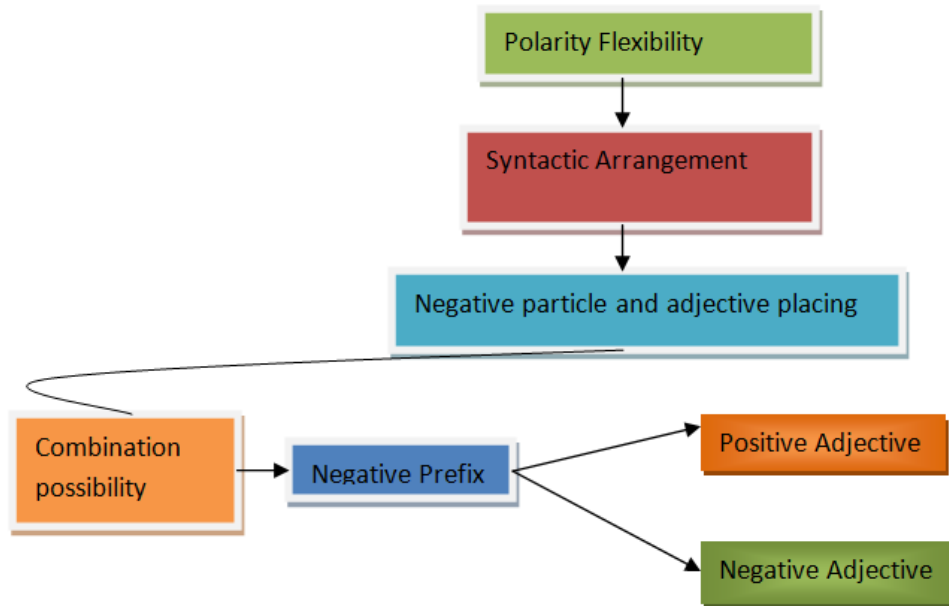 Polarity Flexibility
Syntactic Arrangement
Negative particle and adjective placing
Combination
possibility
Negative Prefix
Positive Adjective
Negative Adjective